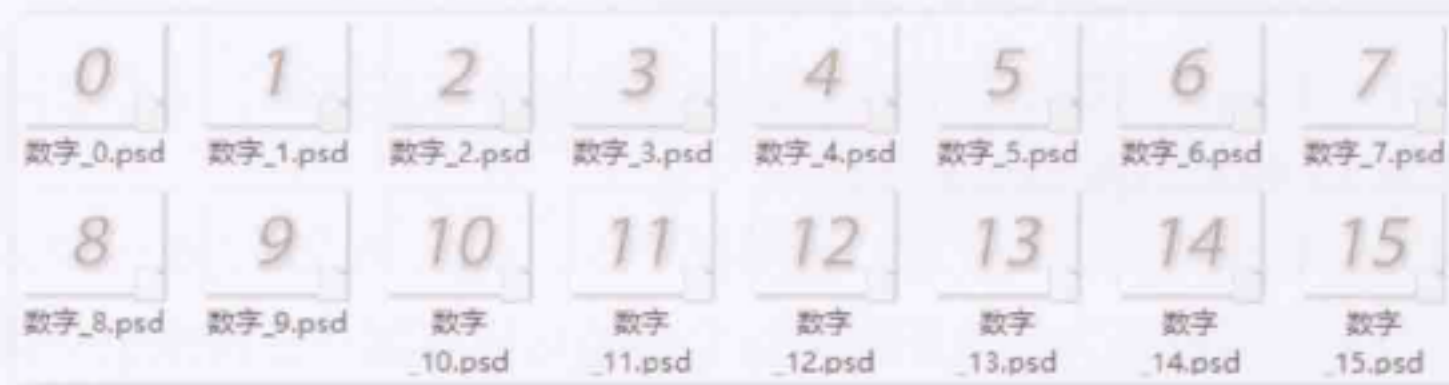 0 1 2 3 4 5 6 7
数字_0.psd 数字_1.psd 数字_2.psd 数字_3.psd 数字_4.psd 数字_5.psd 数字_6.psd 数字_7.psd
8 9 10 11 12 13 14 15
数字_8.psd 数字_9.psd 数字 数字 数字 数字 数字 数字
_10.psd _11.psd _12.psd _13.psd _14.psd _15.psd